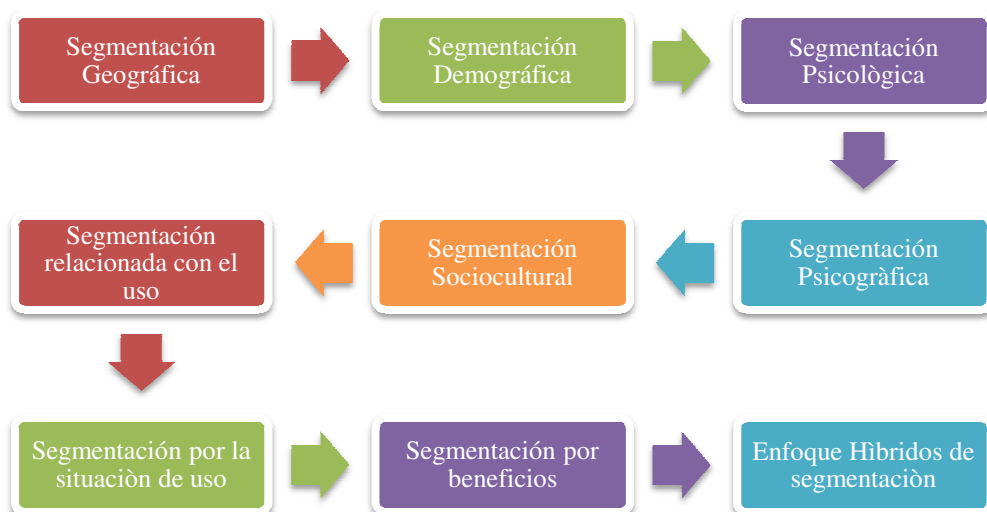 Segmentación
Geográfica
Segmentación
Demográfica
Segmentación
Psicològica
Segmentación
Psicogràfica
Segmentación
Sociocultural
Segmentación
relacionada con el
uso
Segmentación por la
situaciòn de uso
Segmentación por
beneficios
Enfoque Hìbridos de
segmentaciòn